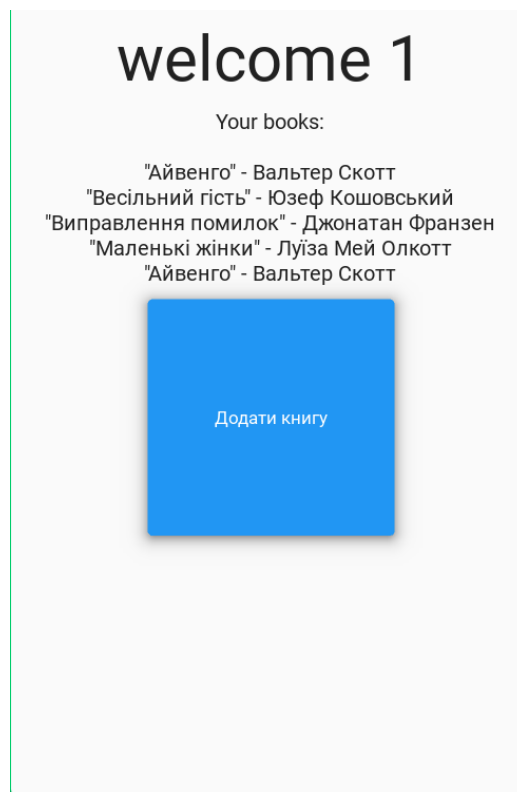 welcome 1
Your books:
"Айвенго" - Вальтер Скотт
"Весільний гість" - Юзеф Кошовський
"Виправлення помилок" - Джонатан Франзен
"Маленькі жінки" - Луїза Мей Олкотт
"Айвенго" - Вальтер Скотт
Додати книгу